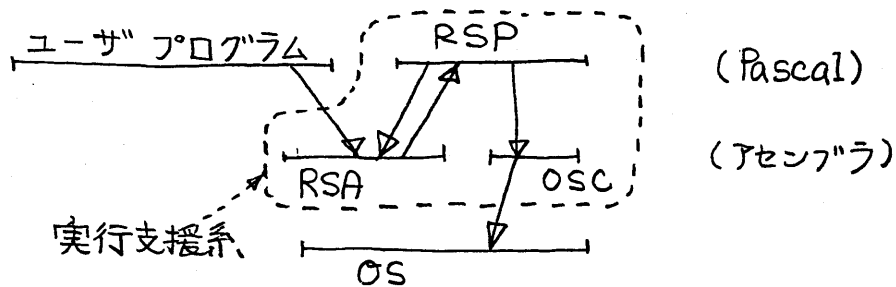 ユーザ プログラム
RSP
(Pascal)
(アセンブラ)
RSA
OSC
実行支援系
OS